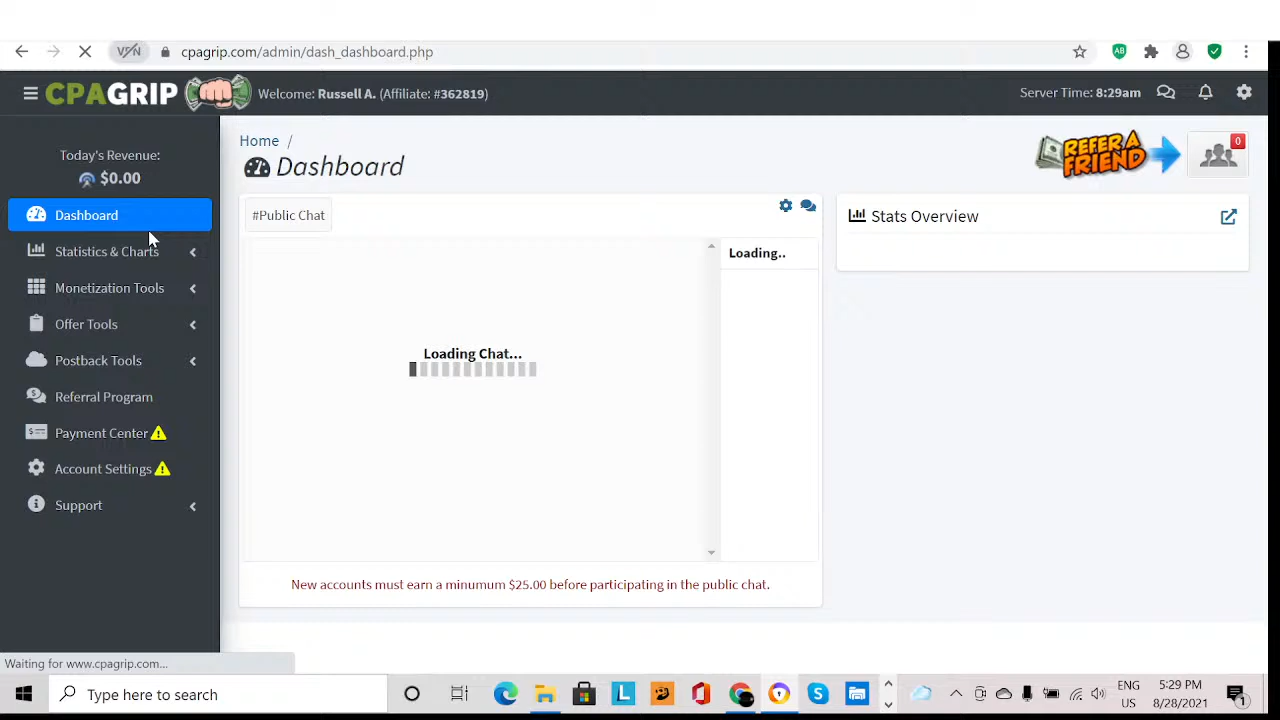 VPN
cpagrip.com/admin/dash_dashboard.php
AB
CPAGRIP
Welcome: Russell A. (Affiliate: #362819)
Server Time: 8:29am
Today's Revenue:
$0.00
Dashboard
Statistics & Charts
Monetization Tools
Offer Tools
Postback Tools
Referral Program
Payment Center
Account Settings
Support
Home /
Dashboard
REFER A
FRIEND
0
#Public Chat
Loading..
Loading Chat...
New accounts must earn a minumum $25.00 before participating in the public chat.
Stats Overview
Waiting for www.cpagrip.com...
Type here to search
L
S
ENG
US
5:29 PM
8/28/2021
1